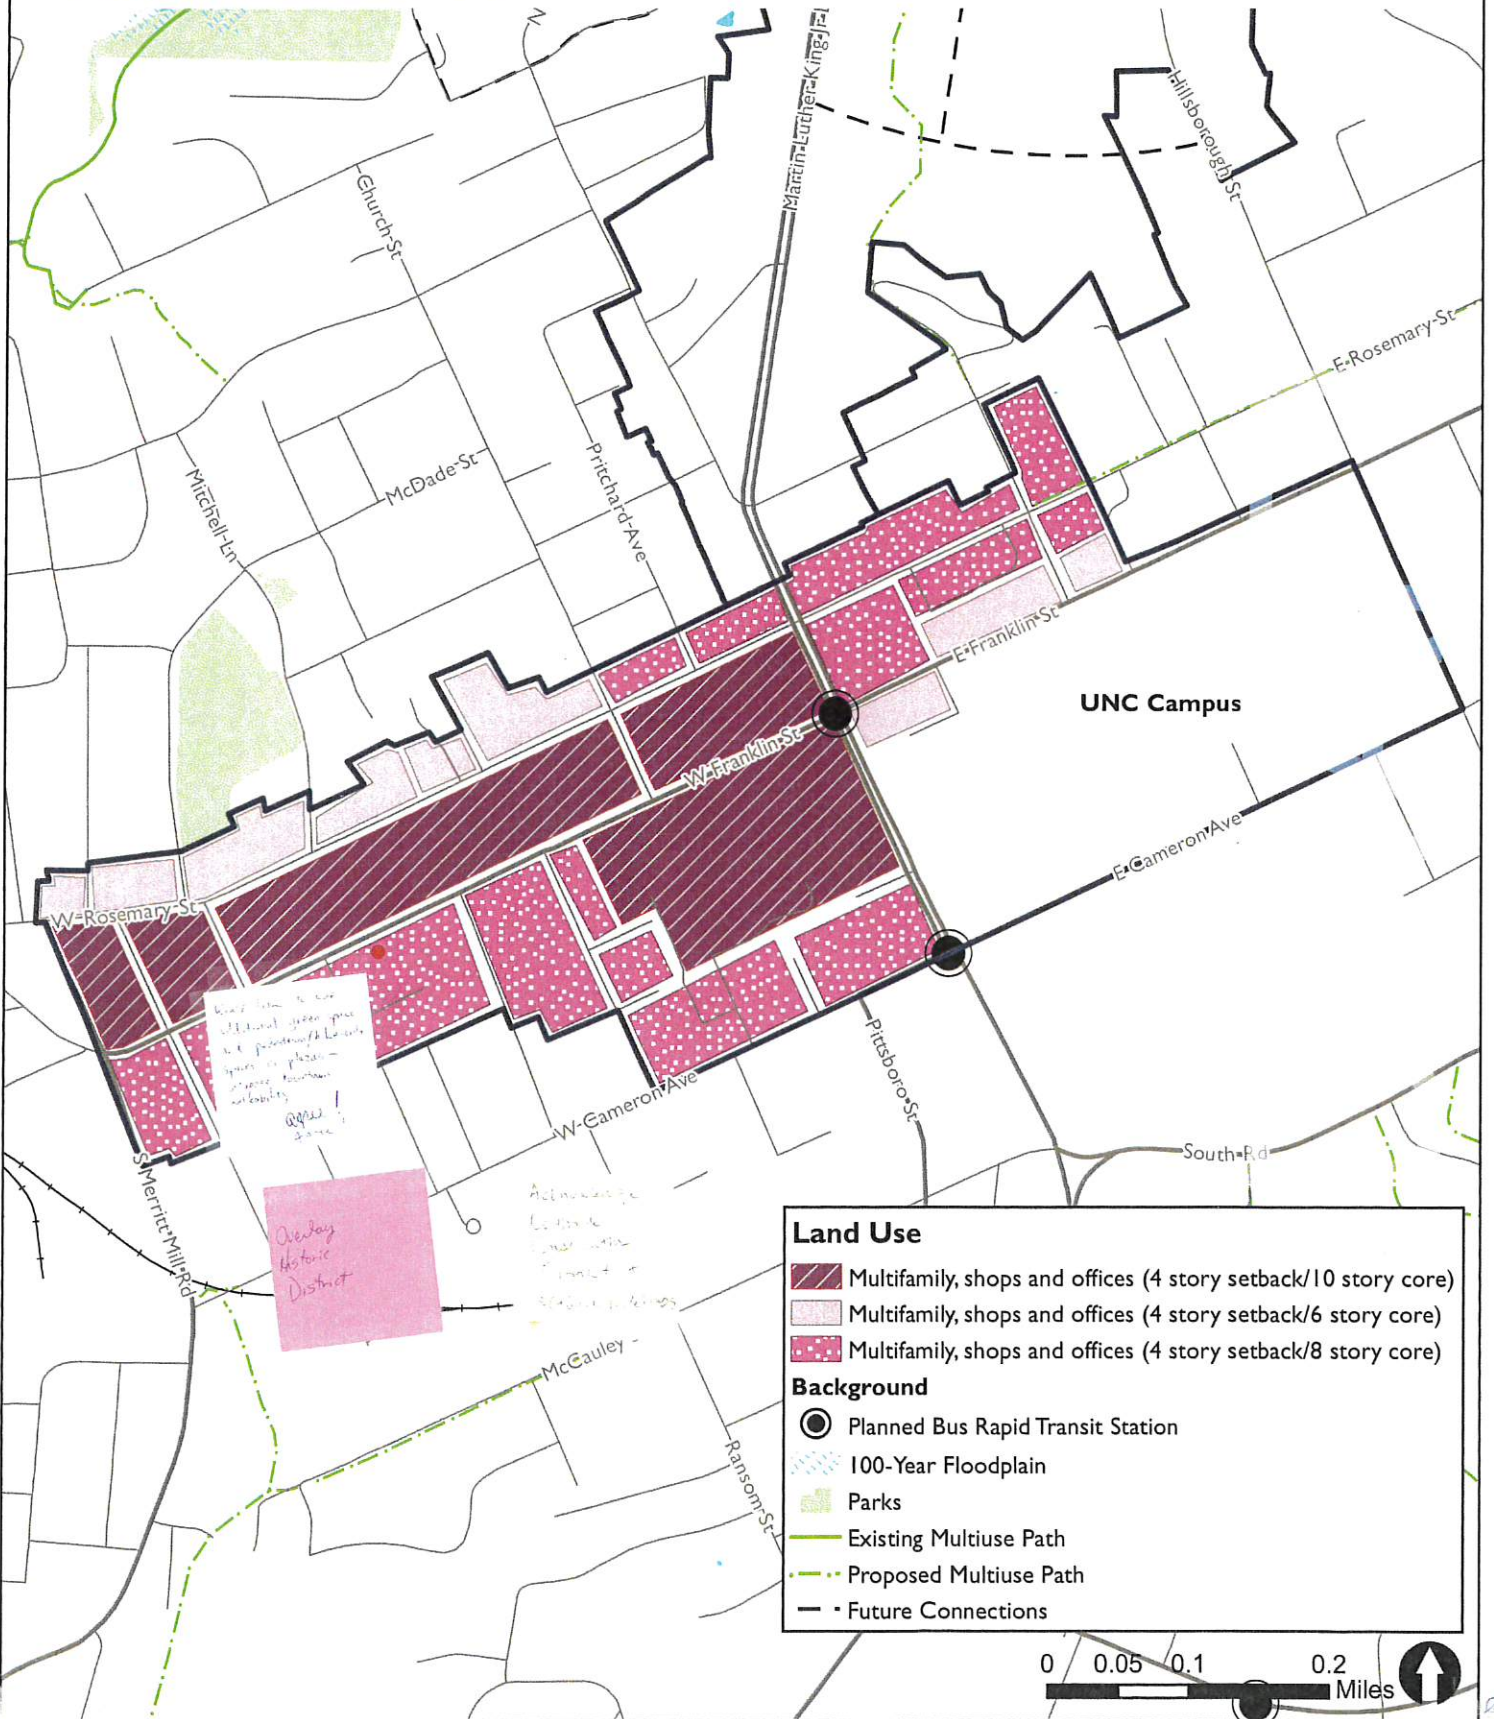 Martin Luther King Jr
Hillsborough St
Church St
E Rosemary St
McDade St
Pritchard Ave
Mitchell Ln
E Franklin St
UNC Campus
W Franklin St
E Cameron Ave
W Rosemary St
additional green space
agree!
Pittsboro St
W Cameron Ave
South Rd
S Merritt Mill Rd
Overlay
Historic
District
Acknowledge
McCauley
Ransom St
Land Use
Multifamily, shops and offices (4 story setback/10 story core)
Multifamily, shops and offices (4 story setback/6 story core)
Multifamily, shops and offices (4 story setback/8 story core)
Background
Planned Bus Rapid Transit Station
100-Year Floodplain
Parks
Existing Multiuse Path
Proposed Multiuse Path
Future Connections
0 0.05 0.1 0.2
Miles